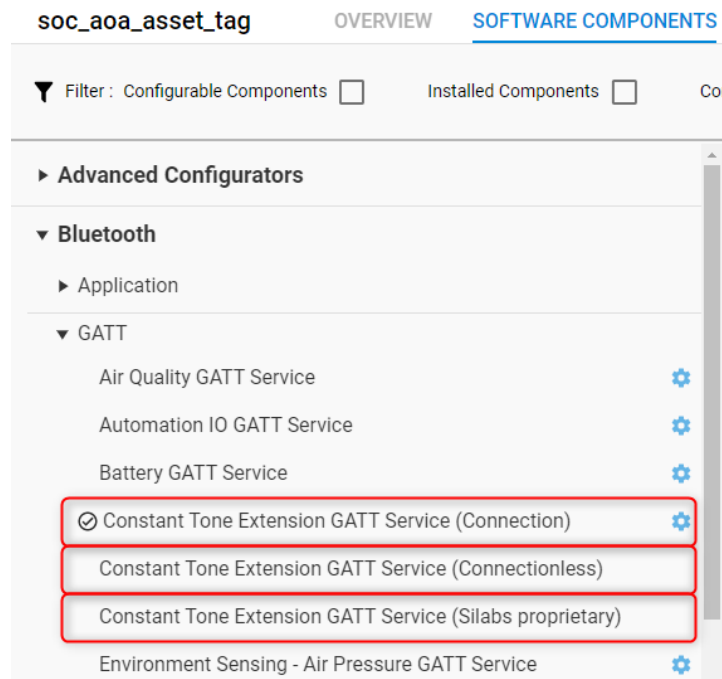 soc_aoa_asset_tag OVERVIEW SOFTWARE COMPONENTS
Filter : Configurable Components Installed Components Co
Advanced Configurators
Bluetooth
Application
GATT
Air Quality GATT Service
Automation IO GATT Service
Battery GATT Service
Constant Tone Extension GATT Service (Connection)
Constant Tone Extension GATT Service (Connectionless)
Constant Tone Extension GATT Service (Silabs proprietary)
Environment Sensing - Air Pressure GATT Service